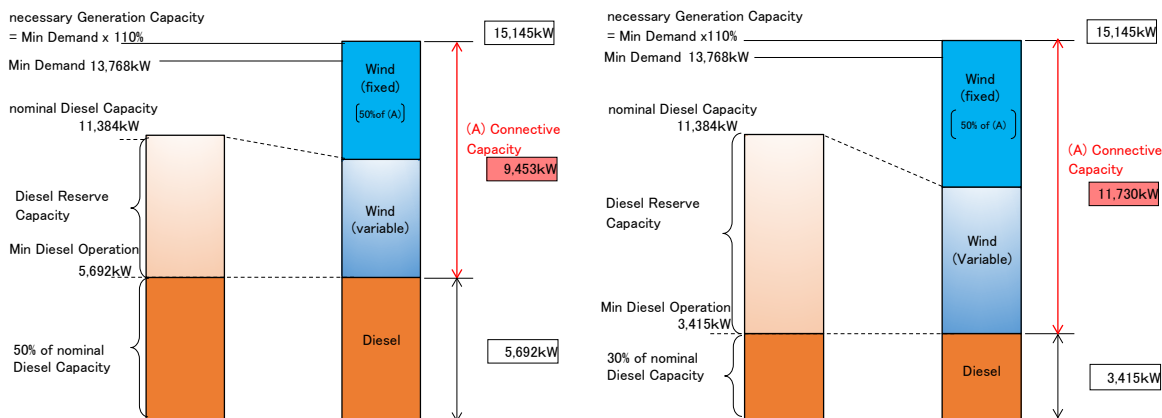 necessary Generation Capacity
= Min Demand x 110%
15,145kW
Min Demand 13,768kW
Wind
(fixed)
[50%of (A)]
nominal Diesel Capacity
11,384kW
(A) Connective
Capacity
9,453kW
Diesel Reserve
Capacity
Wind
(variable)
Min Diesel Operation
5,692kW
50% of nominal
Diesel Capacity
Diesel
5,692kW
necessary Generation Capacity
= Min Demand x110%
15,145kW
Min Demand 13,768kW
Wind
(fixed)
[50% of (A)]
nominal Diesel Capacity
11,384kW
(A) Connective
Capacity
11,730kW
Diesel Reserve
Capacity
Wind
(Variable)
Min Diesel Operation
3,415kW
30% of nominal
Diesel Capacity
Diesel
3,415kW